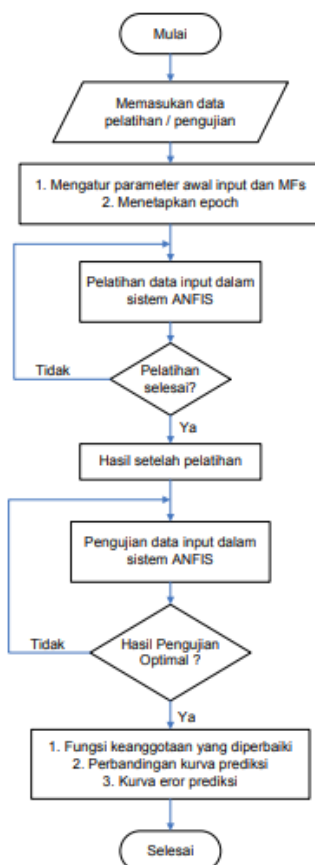 Mulai
Memasukan data
pelatihan / pengujian
1. Mengatur parameter awal input dan MFs
2. Menetapkan epoch
Pelatihan data input dalam
sistem ANFIS
Tidak
Pelatihan
selesai?
Ya
Hasil setelah pelatihan
Pengujian data input dalam
sistem ANFIS
Tidak
Hasil Pengujian
Optimal ?
Ya
1. Fungsi keanggotaan yang diperbaiki
2. Perbandingan kurva prediksi
3. Kurva eror prediksi
Selesai